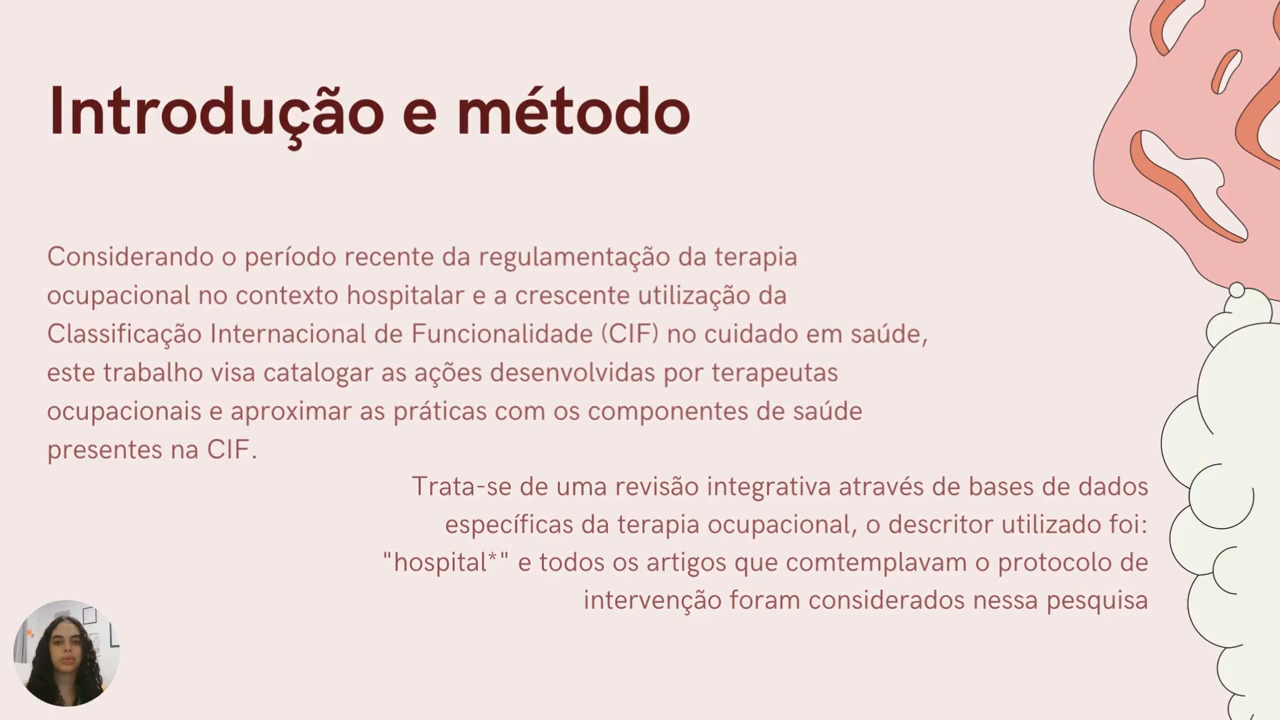 Introdução e método
Considerando o período recente da regulamentação da terapia
ocupacional no contexto hospitalar e a crescente utilização da
Classificação Internacional de Funcionalidade (CIF) no cuidado em saúde,
este trabalho visa catalogar as ações desenvolvidas por terapeutas
ocupacionais e aproximar as práticas com os componentes de saúde
presentes na CIF.
Trata-se de uma revisão integrativa através de bases de dados
específicas da terapia ocupacional, o descritor utilizado foi:
"hospital*" e todos os artigos que comtemplavam o protocolo de
intervenção foram considerados nessa pesquisa